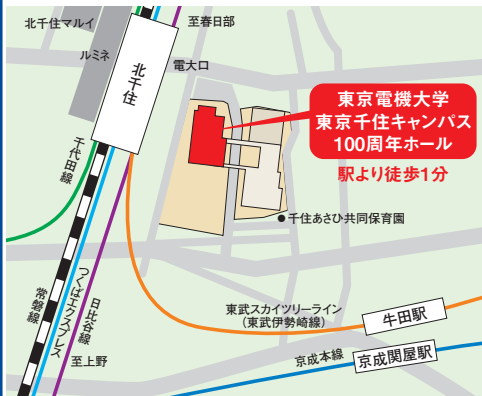 北千住マルイ
至春日部
ルミネ
電大口
北千住
東京電機大学
東京千住キャンパス
100周年ホール
駅より徒歩1分
千代田線
千住あさひ共同保育園
東武スカイツリーライン
(東武伊勢崎線)
牛田駅
日比谷線
つくばエクスプレス
常磐線
至上野
京成本線
京成関屋駅